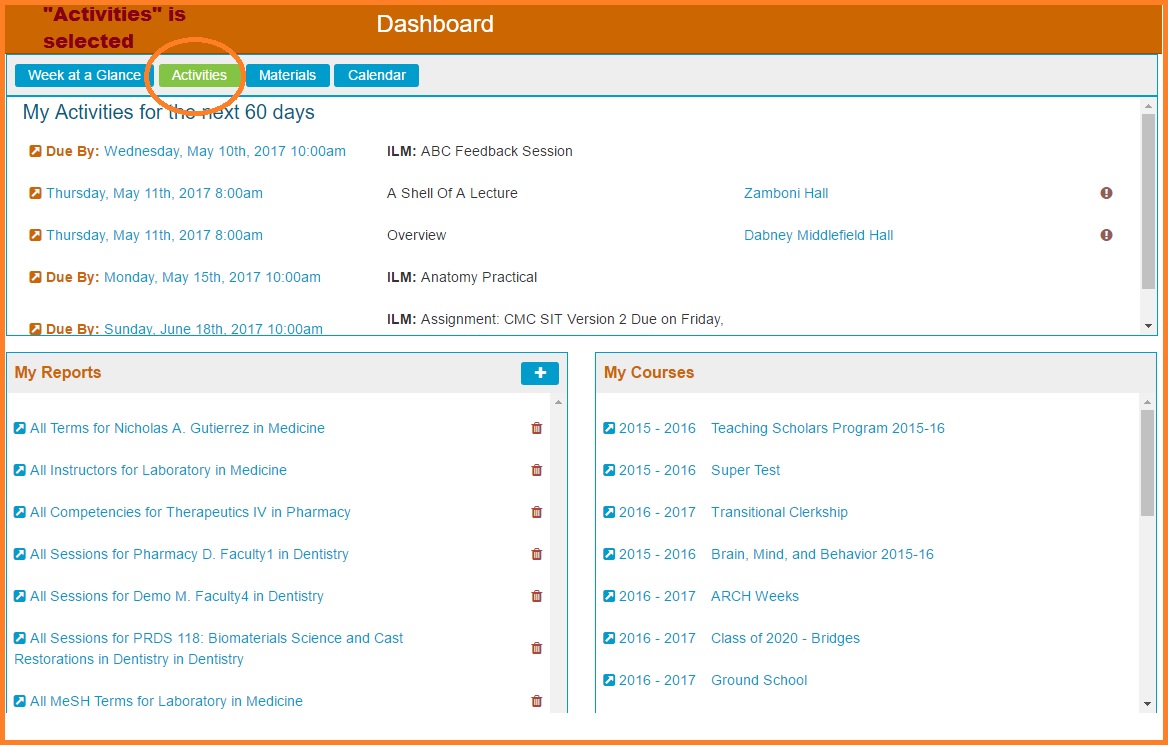 "Activities" is
selected
Dashboard
Week at a Glance Activities Materials Calendar
My Activities for the next 60 days
Due By: Wednesday, May 10th, 2017 10:00am ILM: ABC Feedback Session
Thursday, May 11th, 2017 8:00am A Shell Of A Lecture Zamboni Hall
Thursday, May 11th, 2017 8:00am Overview Dabney Middlefield Hall
Due By: Monday, May 15th, 2017 10:00am ILM: Anatomy Practical
ILM: Assignment: CMC SIT Version 2 Due on Friday,
Due By: Sunday, June 18th, 2017 10:00am
My Reports
All Terms for Nicholas A. Gutierrez in Medicine
All Instructors for Laboratory in Medicine
All Competencies for Therapeutics IV in Pharmacy
All Sessions for Pharmacy D. Faculty1 in Dentistry
All Sessions for Demo M. Faculty4 in Dentistry
All Sessions for PRDS 118: Biomaterials Science and Cast
Restorations in Dentistry in Dentistry
All MeSH Terms for Laboratory in Medicine
My Courses
2015 - 2016 Teaching Scholars Program 2015-16
2015 - 2016 Super Test
2016 - 2017 Transitional Clerkship
2015 - 2016 Brain, Mind, and Behavior 2015-16
2016 - 2017 ARCH Weeks
2016 - 2017 Class of 2020 - Bridges
2016 - 2017 Ground School